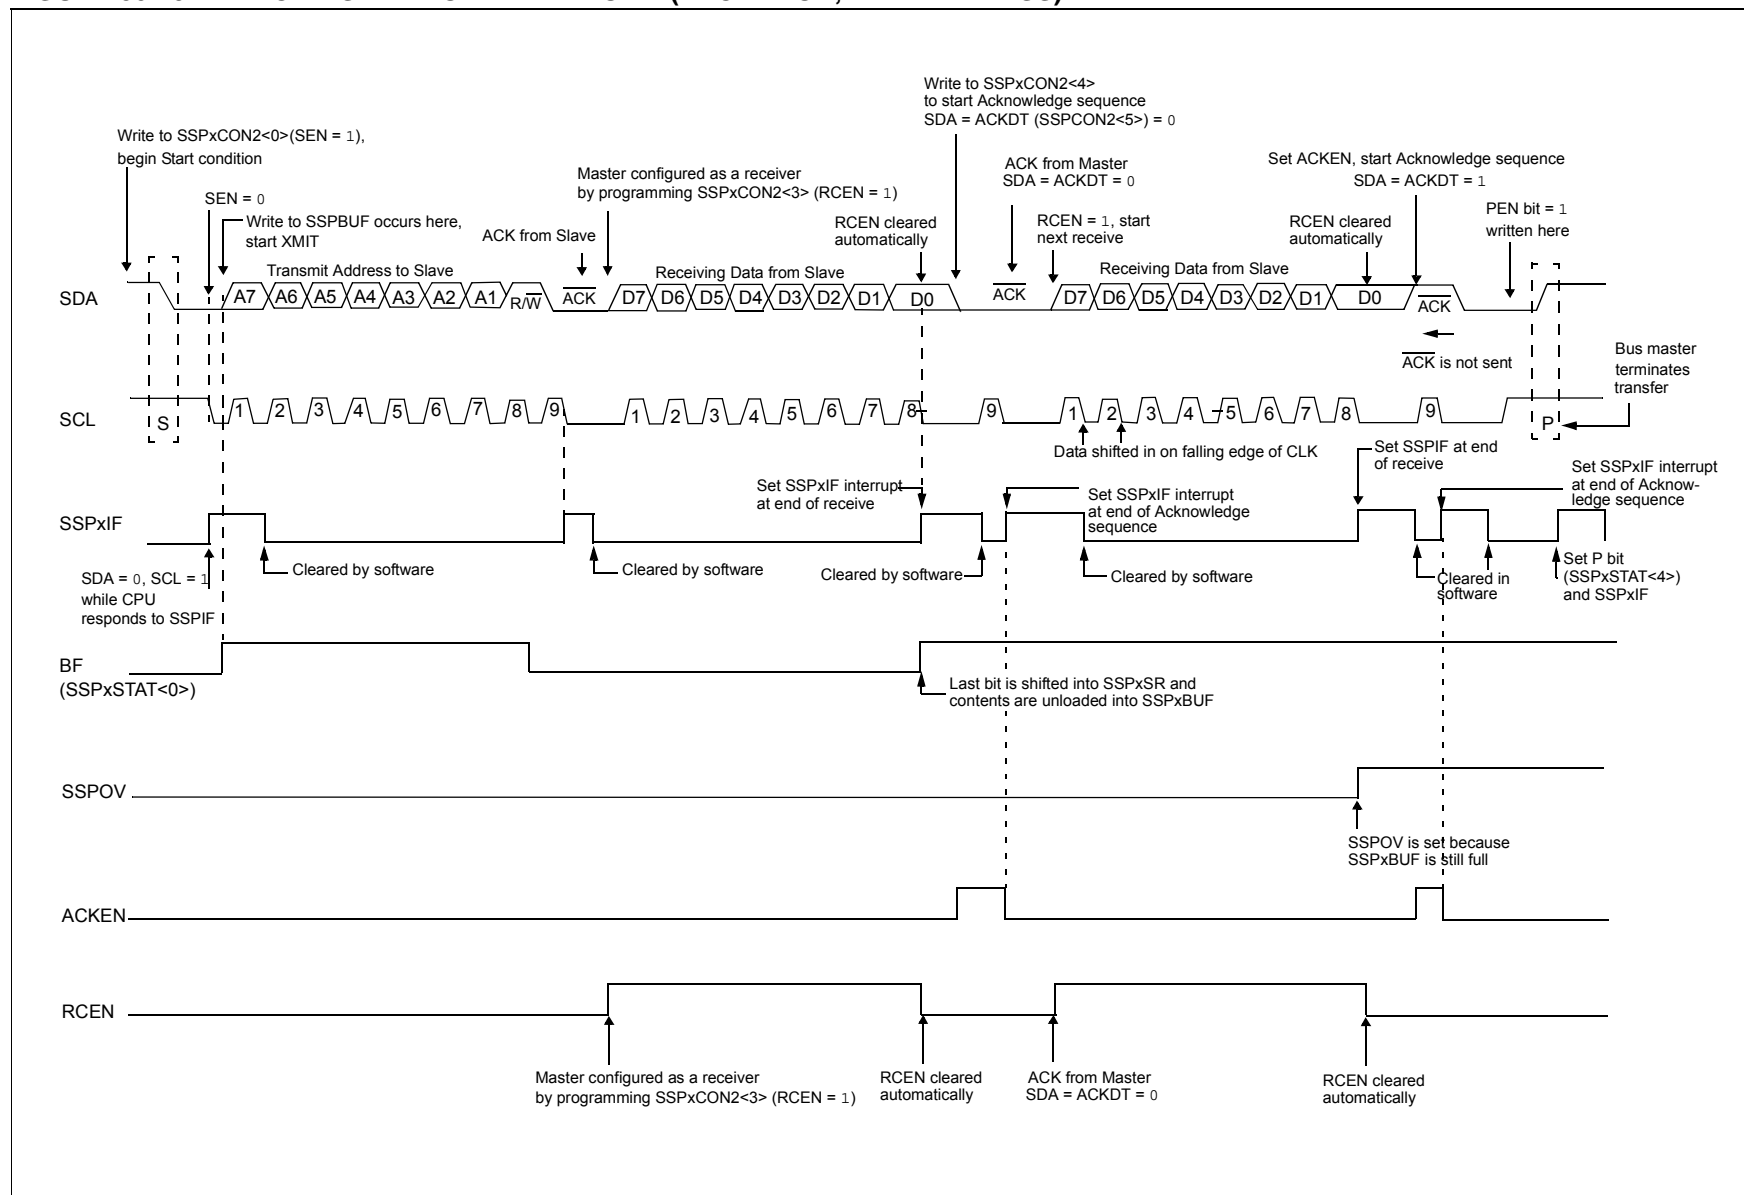 Write to SSPxCON2<4>
to start Acknowledge sequence
SDA = ACKDT (SSPCON2<5>) = 0
Write to SSPxCON2<0>(SEN = 1),
begin Start condition
ACK from Master
SDA = ACKDT = 0
Set ACKEN, start Acknowledge sequence
SDA = ACKDT = 1
Master configured as a receiver
by programming SSPxCON2<3> (RCEN = 1)
SEN = 0
PEN bit = 1
written here
Write to SSPBUF occurs here,
start XMIT
ACK from Slave
RCEN cleared
automatically
RCEN = 1, start
next receive
RCEN cleared
automatically
Transmit Address to Slave
Receiving Data from Slave
Receiving Data from Slave
SDA A7 A6 A5 A4 A3 A2 A1 R/W ACK D7 D6 D5 D4 D3 D2 D1 D0 ACK D7 D6 D5 D4 D3 D2 D1 D0 ACK
ACK is not sent
Bus master
terminates
transfer
SCL S 1 2 3 4 5 6 7 8 9 1 2 3 4 5 6 7 8 9 1 2 3 4 5 6 7 8 9 P
Data shifted in on falling edge of CLK
Set SSPIF at end
of receive
Set SSPxIF interrupt
at end of receive
Set SSPxIF interrupt
at end of Acknowledge
sequence
Set SSPxIF interrupt
at end of Acknow-
ledge sequence
SSPxIF
SDA = 0, SCL = 1
while CPU
responds to SSPIF
Cleared by software
Cleared by software
Cleared by software
Cleared by software
Cleared in
software
Set P bit
(SSPxSTAT<4>)
and SSPxIF
BF
(SSPxSTAT<0>)
Last bit is shifted into SSPxSR and
contents are unloaded into SSPxBUF
SSPOV
SSPOV is set because
SSPxBUF is still full
ACKEN
RCEN
Master configured as a receiver
by programming SSPxCON2<3> (RCEN = 1)
RCEN cleared
automatically
ACK from Master
SDA = ACKDT = 0
RCEN cleared
automatically